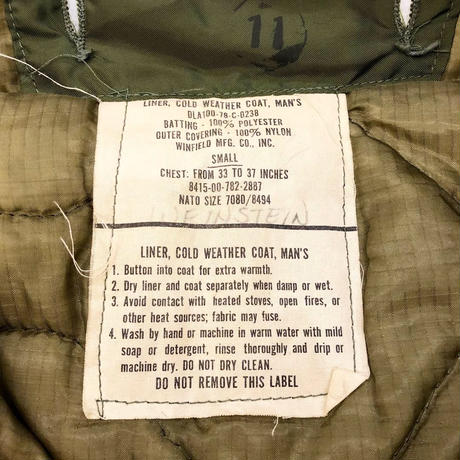 11
LINER, COLD WEATHER COAT, MAN'S
DLA100-78-C-0238
BATTING - 100% POLYESTER
OUTER COVERING - 100% NYLON
WINFIELD MFG. CO., INC.
SMALL
CHEST: FROM 33 TO 37 INCHES
8415-00-782-2887
NATO SIZE 7080/8494
WEINSTEIN
LINER, COLD WEATHER COAT, MAN'S
1. Button into coat for extra warmth.
2. Dry liner and coat separately when damp or wet.
3. Avoid contact with heated stoves, open fires, or
other heat sources; fabric may fuse.
4. Wash by hand or machine in warm water with mild
soap or detergent, rinse thoroughly and drip or
machine dry. DO NOT DRY CLEAN.
DO NOT REMOVE THIS LABEL